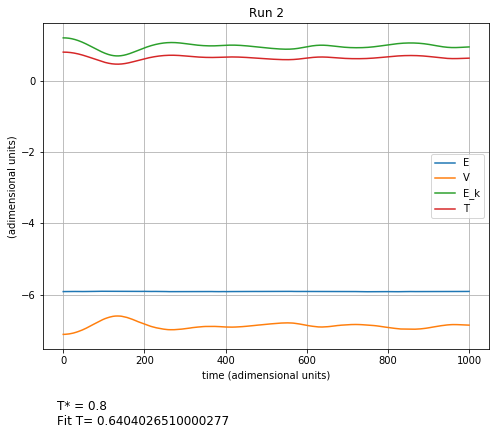 Run 2
(adimensional units)
0
−2
−4
−6
E
V
E_k
T
0 200 400 600 800 1000
time (adimensional units)
T* = 0.8
Fit T= 0.6404026510000277